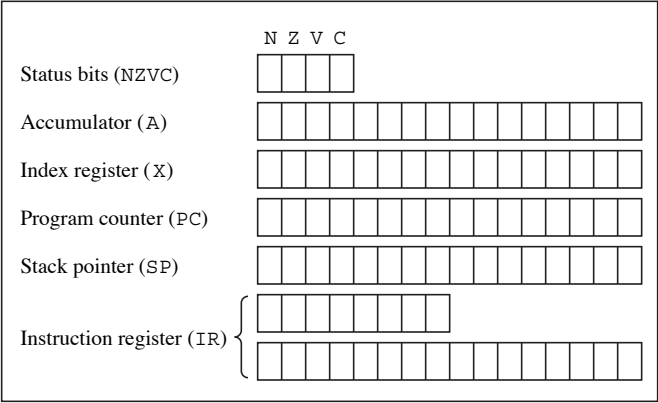 N Z V C
Status bits (NZVC)
Accumulator (A)
Index register (X)
Program counter (PC)
Stack pointer (SP)
Instruction register (IR)